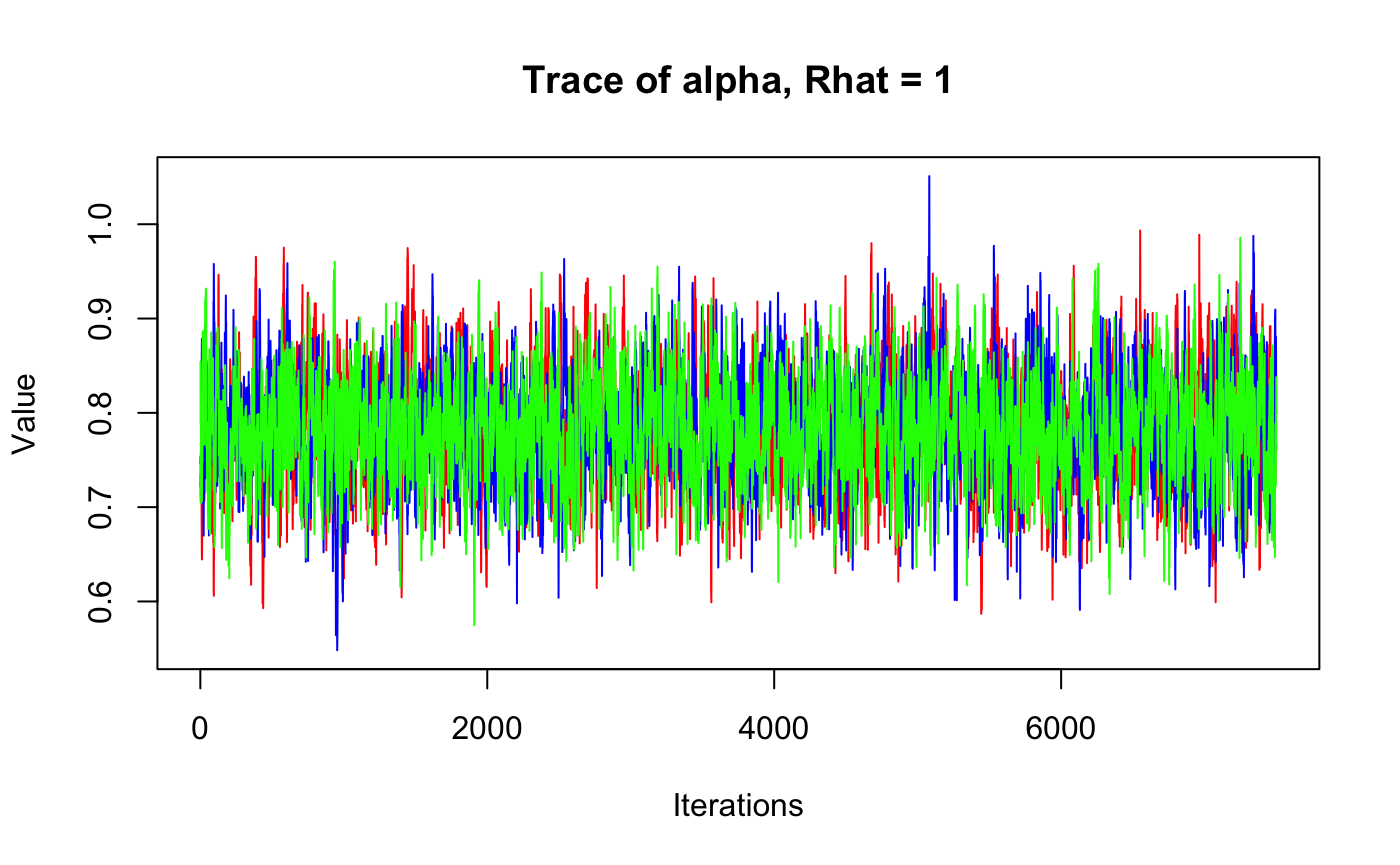 Trace of alpha, Rhat = 1
Value
1.0
0.9
0.8
0.7
0.6
0 2000 4000 6000
Iterations